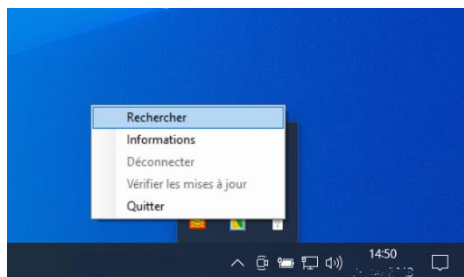 Rechercher
Informations
Déconnecter
Vérifier les mises à jour
Quitter
14:50